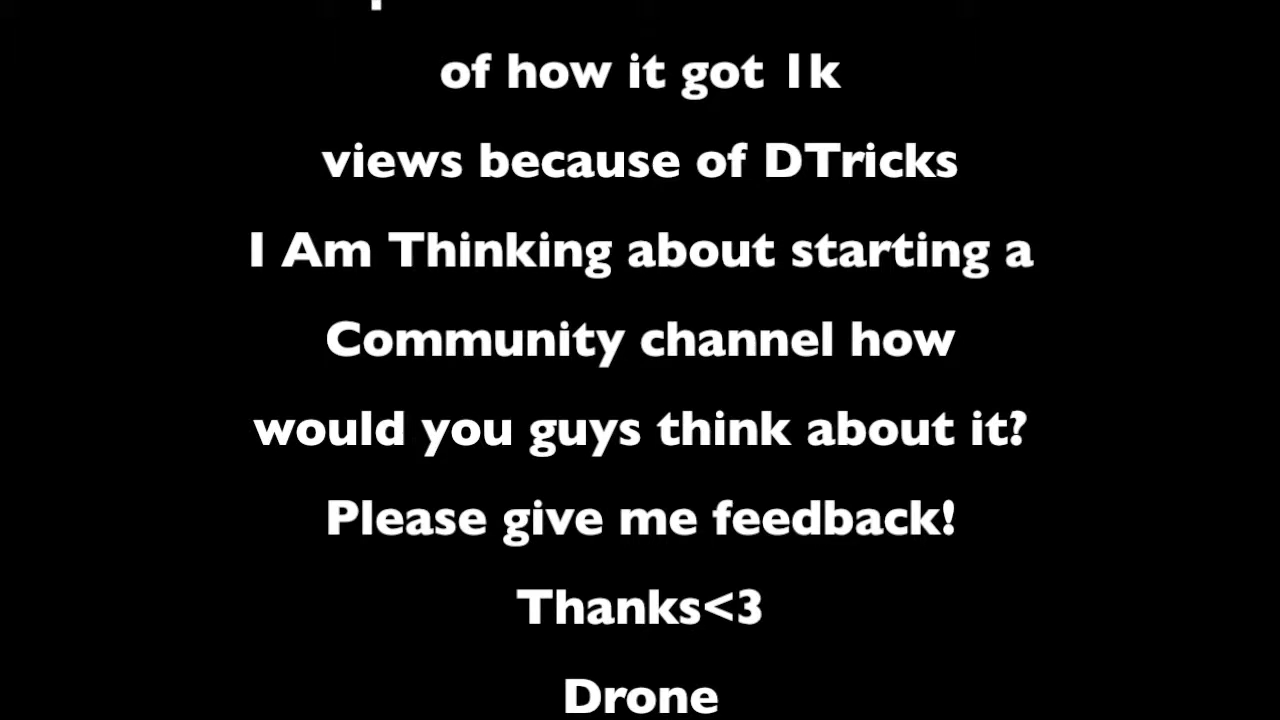 of how it got 1k
views because of DTricks
I Am Thinking about starting a
Community channel how
would you guys think about it?
Please give me feedback!
Thanks<3
Drone